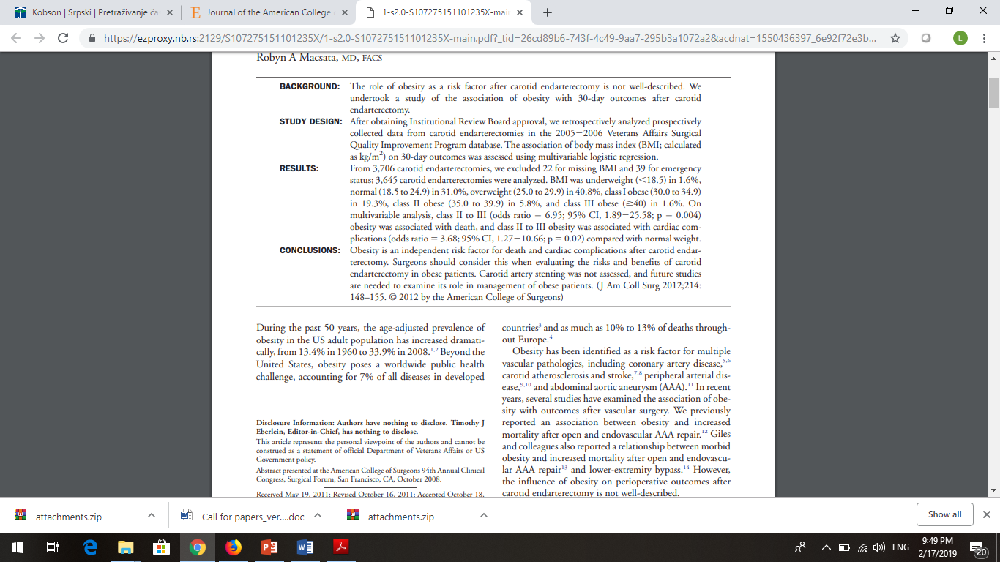 Kobson | Srpski | Pretraživanje ča
Journal of the American College
1-s2.0-S107275151101235X-mai
https://ezproxy.nb.rs:2129/S107275151101235X/1-s2.0-S107275151101235X-main.pdf?_tid=26cd89b6-743f-4c49-9aa7-295b3a1072a2&acdnat=1550436397_6e92f72e3b...
L
Robyn A Macsata, MD, FACS
BACKGROUND: The role of obesity as a risk factor after carotid endarterectomy is not well-described. We
undertook a study of the association of obesity with 30-day outcomes after carotid
endarterectomy.
STUDY DESIGN: After obtaining Institutional Review Board approval, we retrospectively analyzed prospectively
collected data from carotid endarterectomies in the 2005−2006 Veterans Affairs Surgical
Quality Improvement Program database. The association of body mass index (BMI; calculated
as kg/m²) on 30-day outcomes was assessed using multivariable logistic regression.
RESULTS: From 3,706 carotid endarterectomies, we excluded 22 for missing BMI and 39 for emergency
status; 3,645 carotid endarterectomies were analyzed. BMI was underweight (<18.5) in 1.6%,
normal (18.5 to 24.9) in 31.0%, overweight (25.0 to 29.9) in 40.8%, class I obese (30.0 to 34.9)
in 19.3%, class II obese (35.0 to 39.9) in 5.8%, and class III obese (≥40) in 1.6%. On
multivariable analysis, class II to III (odds ratio = 6.95; 95% CI, 1.89−25.58; p = 0.004)
obesity was associated with death, and class II to III obesity was associated with cardiac com-
plications (odds ratio = 3.68; 95% CI, 1.27−10.66; p = 0.02) compared with normal weight.
CONCLUSIONS: Obesity is an independent risk factor for death and cardiac complications after carotid endar-
terectomy. Surgeons should consider this when evaluating the risks and benefits of carotid
endarterectomy in obese patients. Carotid artery stenting was not assessed, and future studies
are needed to examine its role in management of obese patients. (J Am Coll Surg 2012;214:
148–155. © 2012 by the American College of Surgeons)
During the past 50 years, the age-adjusted prevalence of
obesity in the US adult population has increased dramati-
cally, from 13.4% in 1960 to 33.9% in 2008.¹,² Beyond the
United States, obesity poses a worldwide public health
challenge, accounting for 7% of all diseases in developed
Disclosure Information: Authors have nothing to disclose. Timothy J
Eberlein, Editor-in-Chief, has nothing to disclose.
This article represents the personal viewpoint of the authors and cannot be
construed as a statement of official Department of Veterans Affairs or US
Government policy.
Abstract presented at the American College of Surgeons 94th Annual Clinical
Congress, Surgical Forum, San Francisco, CA, October 2008.
Received May 19, 2011; Revised October 16, 2011; Accepted October 18,
countries³ and as much as 10% to 13% of deaths through-
out Europe.⁴
Obesity has been identified as a risk factor for multiple
vascular pathologies, including coronary artery disease,⁵,⁶
carotid atherosclerosis and stroke,⁷,⁸ peripheral arterial dis-
ease,⁹,¹⁰ and abdominal aortic aneurysm (AAA).¹¹ In recent
years, several studies have examined the association of obe-
sity with outcomes after vascular surgery. We previously
reported an association between obesity and increased
mortality after open and endovascular AAA repair.¹² Giles
and colleagues also reported a relationship between morbid
obesity and increased mortality after open and endovascu-
lar AAA repair¹³ and lower-extremity bypass.¹⁴ However,
the influence of obesity on perioperative outcomes after
carotid endarterectomy is not well-described.
attachments.zip
Call for papers_ver....doc
attachments.zip
Show all
ENG
9:49 PM
2/17/2019
20